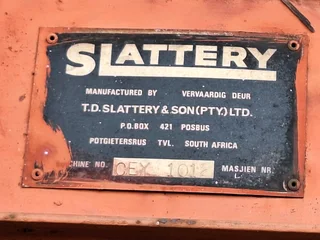 SLATTERY
MANUFACTURED BY VERVAARDIG DEUR
T.D. SLATTERY & SON (PTY.) LTD.
P.O.BOX 421 POSBUS
POTGIETERSRUS TVL. SOUTH AFRICA
CHINE NO. MASJIEN NR.